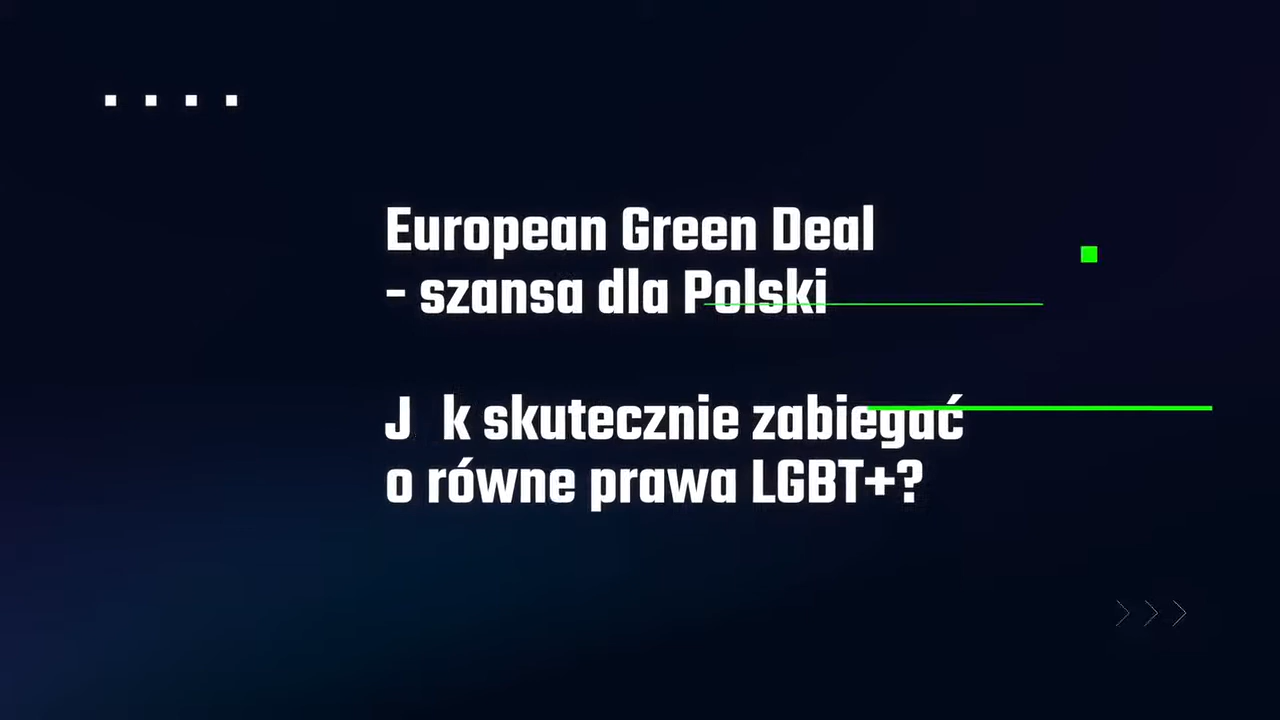 European Green Deal
- szansa dla Polski
J k skutecznie zabiegać
o równe prawa LGBT+?